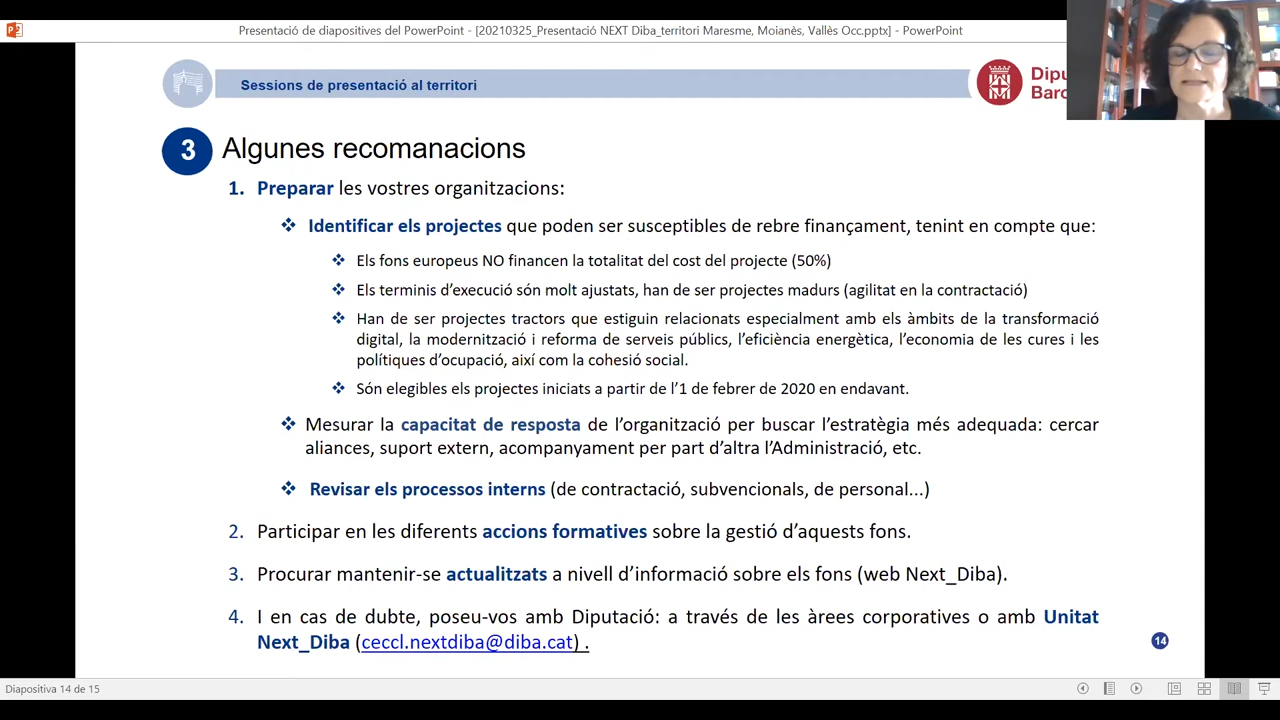 Presentació de diapositives del PowerPoint - [20210325_Presentació NEXT Diba_territori Maresme, Moianès, Vallès Occ.pptx] - PowerPoint
Sessions de presentació al territori
3 Algunes recomanacions
1. Preparar les vostres organitzacions:
❖ Identificar els projectes que poden ser susceptibles de rebre finançament, tenint en compte que:
❖ Els fons europeus NO financen la totalitat del cost del projecte (50%)
❖ Els terminis d’execució són molt ajustats, han de ser projectes madurs (agilitat en la contractació)
❖ Han de ser projectes tractors que estiguin relacionats especialment amb els àmbits de la transformació
digital, la modernització i reforma de serveis públics, l’eficiència energètica, l’economia de les cures i les
polítiques d’ocupació, així com la cohesió social.
❖ Són elegibles els projectes iniciats a partir de l’1 de febrer de 2020 en endavant.
❖ Mesurar la capacitat de resposta de l’organització per buscar l’estratègia més adequada: cercar
aliances, suport extern, acompanyament per part d’altra l’Administració, etc.
❖ Revisar els processos interns (de contractació, subvencionals, de personal...)
2. Participar en les diferents accions formatives sobre la gestió d’aquests fons.
3. Procurar mantenir-se actualitzats a nivell d’informació sobre els fons (web Next_Diba).
4. I en cas de dubte, poseu-vos amb Diputació: a través de les àrees corporatives o amb Unitat
Next_Diba (ceccl.nextdiba@diba.cat) .
14
Diapositiva 14 de 15